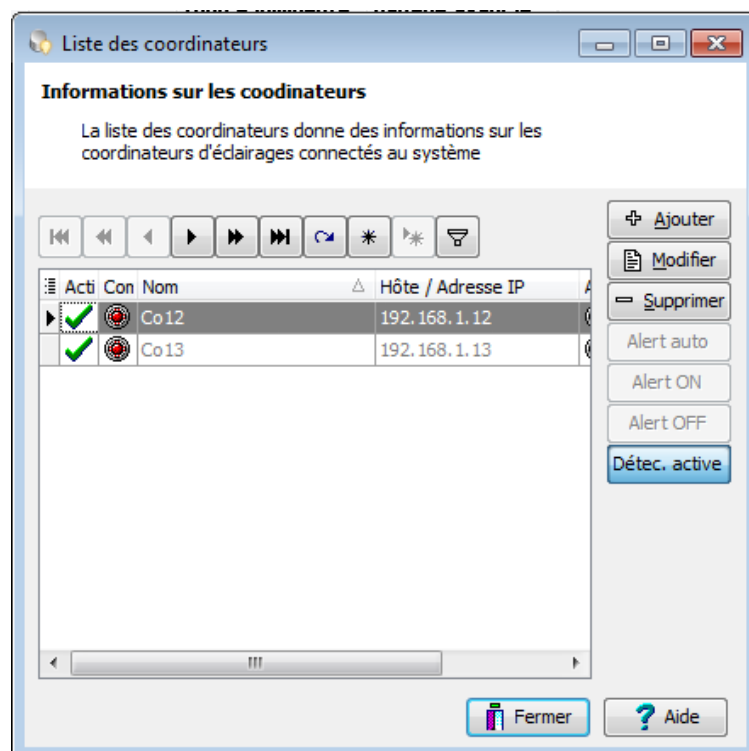 Liste des coordinateurs
Informations sur les coodinateurs
La liste des coordinateurs donne des informations sur les
coordinateurs d'éclairages connectés au système
Ajouter
Modifier
Supprimer
Alert auto
Alert ON
Alert OFF
Détec. active
Acti Con Nom Hôte / Adresse IP
Co12 192.168.1.12
Co13 192.168.1.13
Fermer
Aide